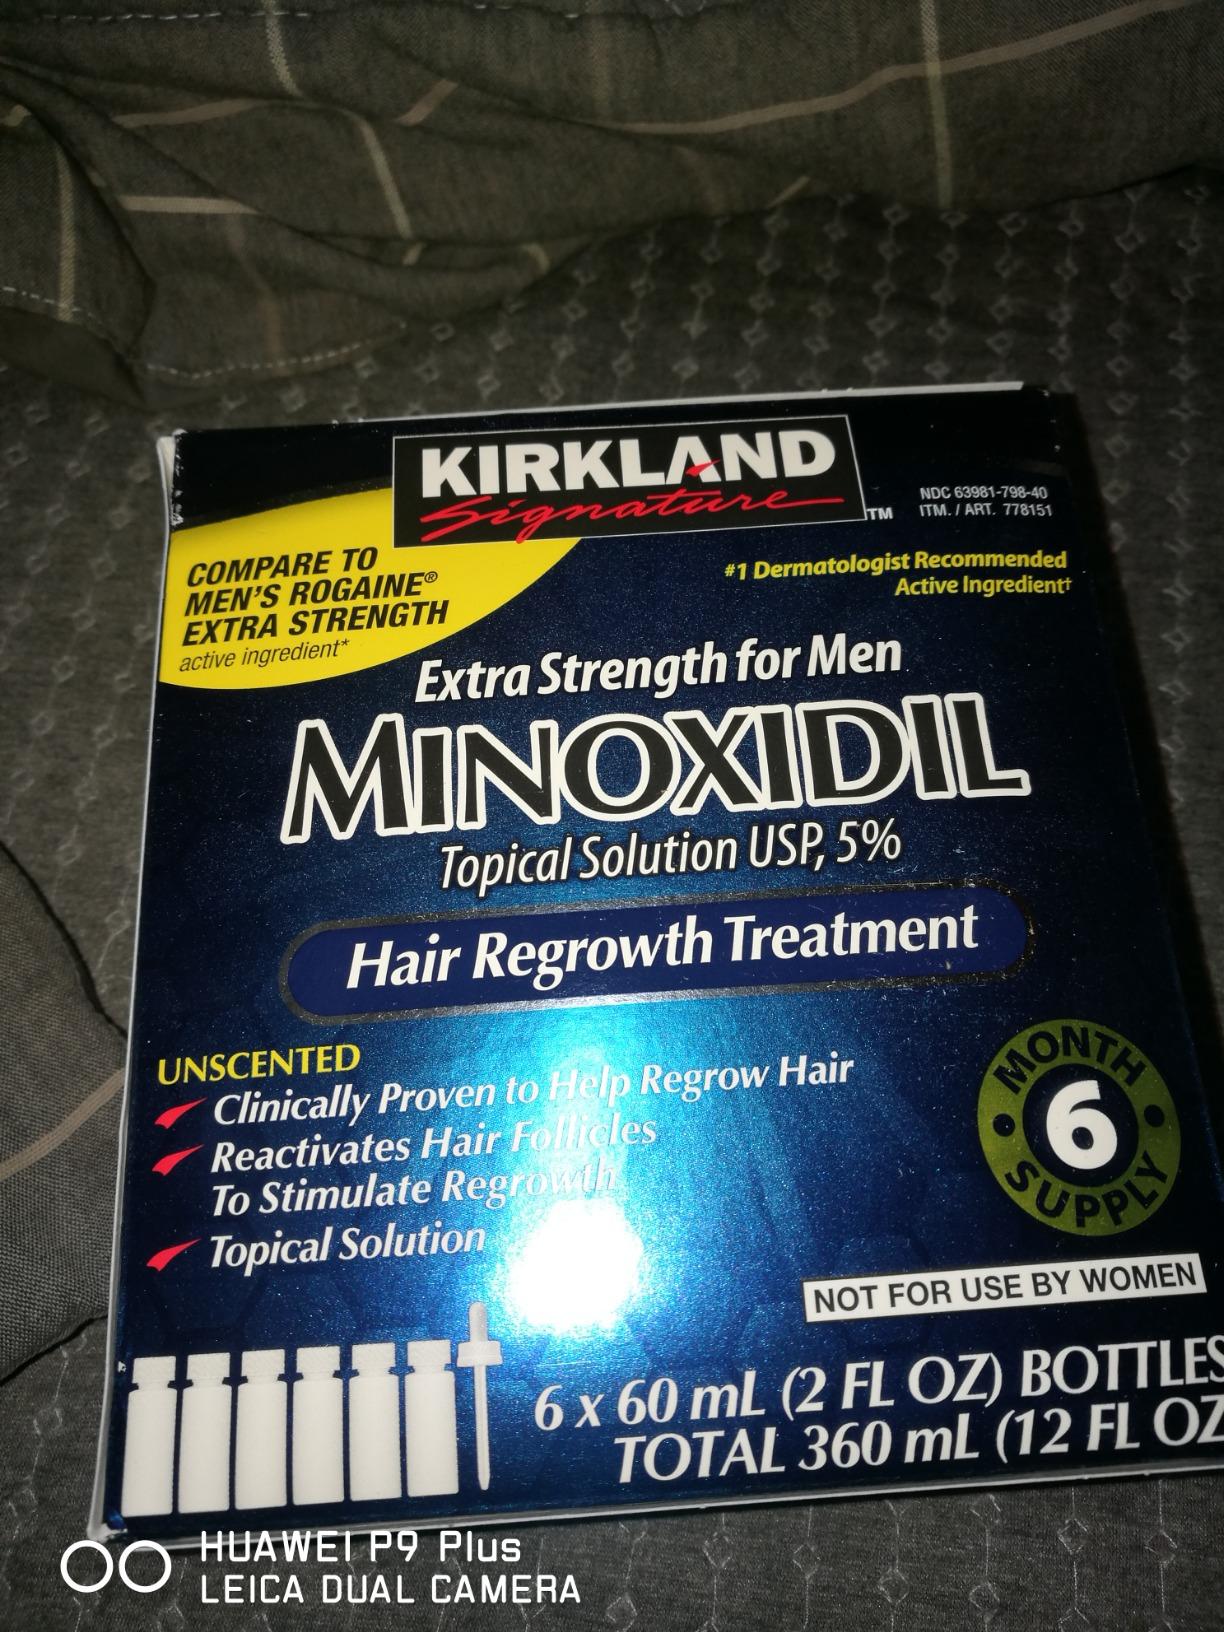 KIRKLAND
Signature™
NDC 63981-798-40
ITM. / ART. 778151
COMPARE TO
MEN'S ROGAINE®
EXTRA STRENGTH
active ingredient*
#1 Dermatologist Recommended
Active Ingredient†
Extra Strength for Men
MINOXIDIL
Topical Solution USP, 5%
Hair Regrowth Treatment
UNSCENTED
Clinically Proven to Help Regrow Hair
Reactivates Hair Follicles
To Stimulate Regrowth
Topical Solution
MONTH
6
SUPPLY
NOT FOR USE BY WOMEN
6 x 60 mL (2 FL OZ) BOTTLES
TOTAL 360 mL (12 FL OZ
HUAWEI P9 Plus
LEICA DUAL CAMERA